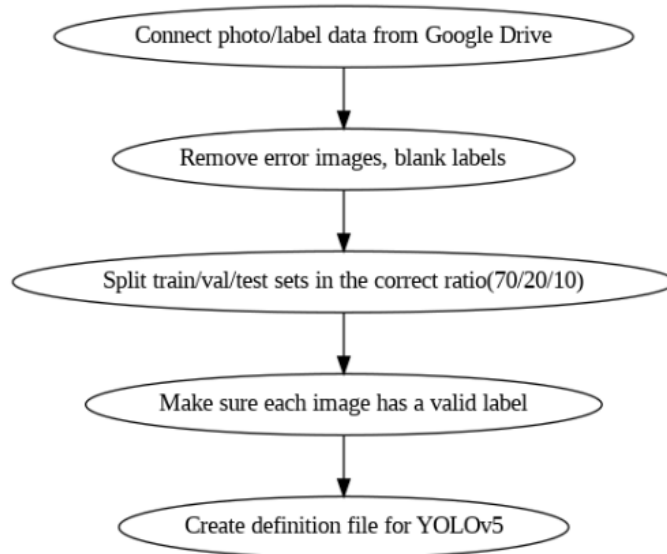 Connect photo/label data from Google Drive
Remove error images, blank labels
Split train/val/test sets in the correct ratio(70/20/10)
Make sure each image has a valid label
Create definition file for YOLOv5